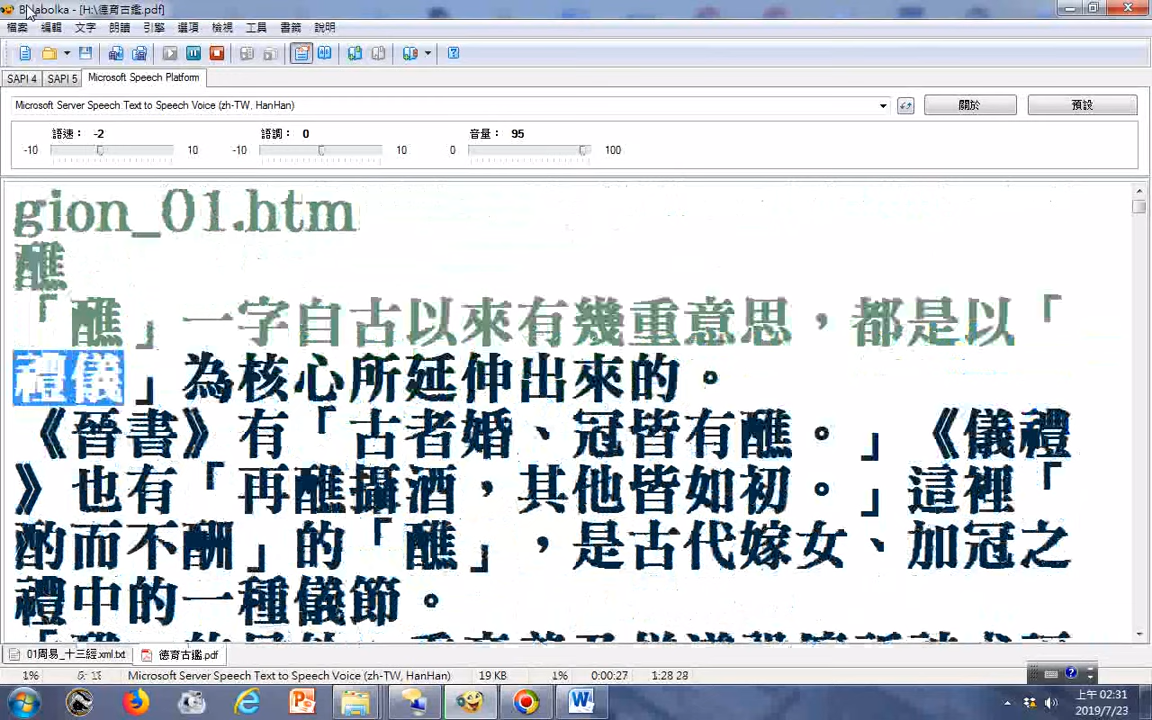 Balabolka - [H:\德育古鑑.pdf]
檔案 編輯 文字 朗讀 引擎 選項 檢視 工具 書籤 說明
SAPI 4 SAPI 5 Microsoft Speech Platform
Microsoft Server Speech Text to Speech Voice (zh-TW, HanHan) 關於 預設
語速： -2 語調： 0 音量： 95
-10 10 -10 10 0 100
gion_01.htm
醮
「醮」一字自古以來有幾重意思，都是以「
禮儀」為核心所延伸出來的。
《晉書》有「古者婚、冠皆有醮。」《儀禮
》也有「再醮攝酒，其他皆如初。」這裡「
酌而不酬」的「醮」，是古代嫁女、加冠之
禮中的一種儀節。
01周易_十三經.xml.txt 德育古鑑.pdf
1% Microsoft Server Speech Text to Speech Voice (zh-TW, HanHan) 19 KB 1% 0:00:27 1:28 28
上午 02:31
2019/7/23